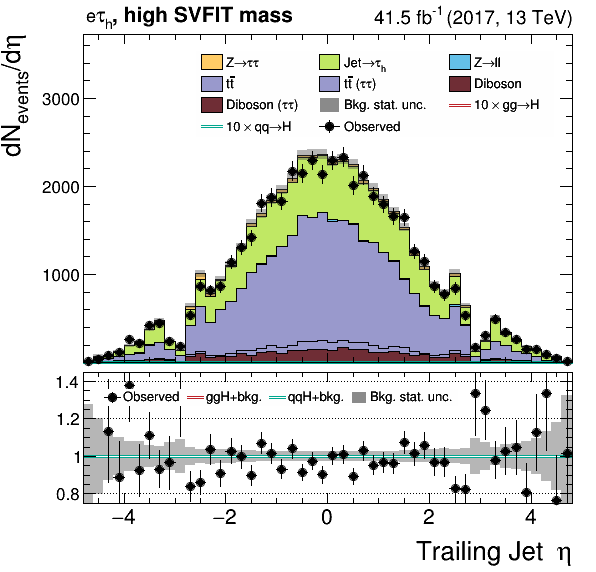 eτh, high SVFIT mass 41.5 fb⁻¹ (2017, 13 TeV)
dNevents/dη
Z→ττ Jet→τh Z→ll
tt̄ tt̄ (ττ) Diboson
Diboson (ττ) Bkg. stat. unc. 10 × gg→H
10 × qq→H Observed
3000
2000
1000
1.4
Observed ggH+bkg. qqH+bkg. Bkg. stat. unc.
1.2
1
0.8
−4 −2 0 2 4
Trailing Jet η